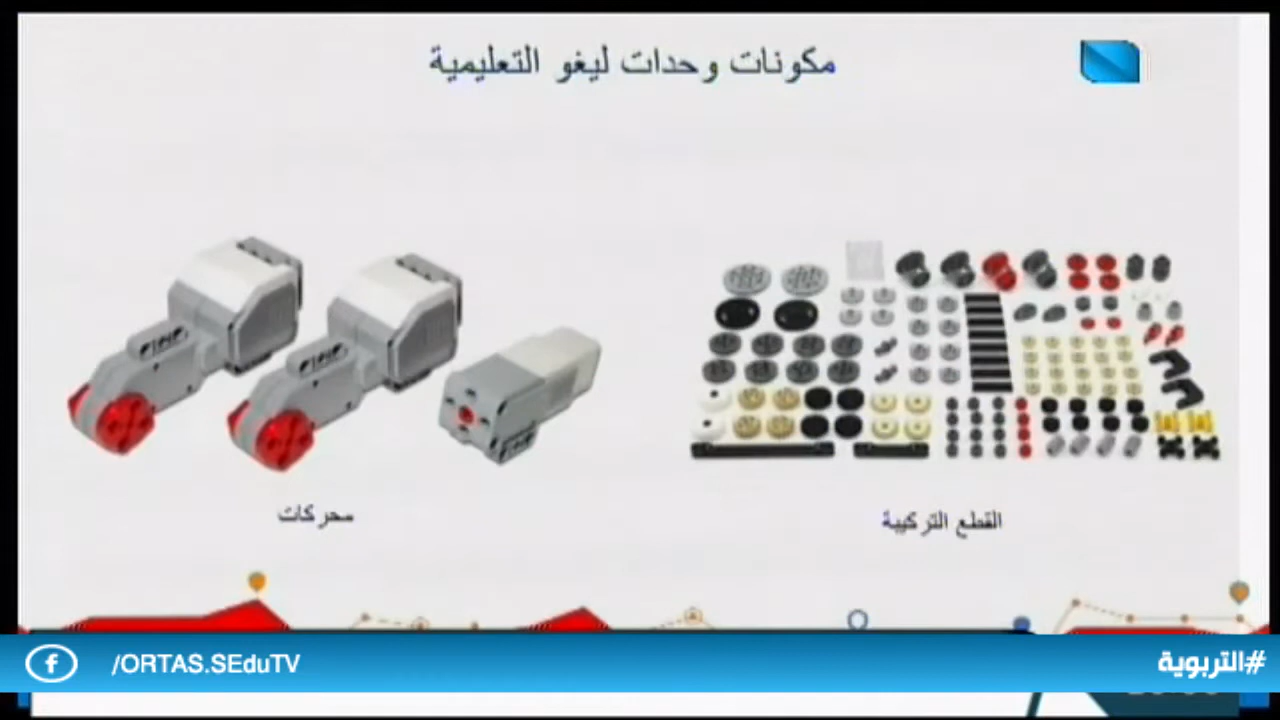 مكونات وحدات ليغو التعليمية
القطع التركيبية
محركات
/ORTAS.SEduTV
#التربوية